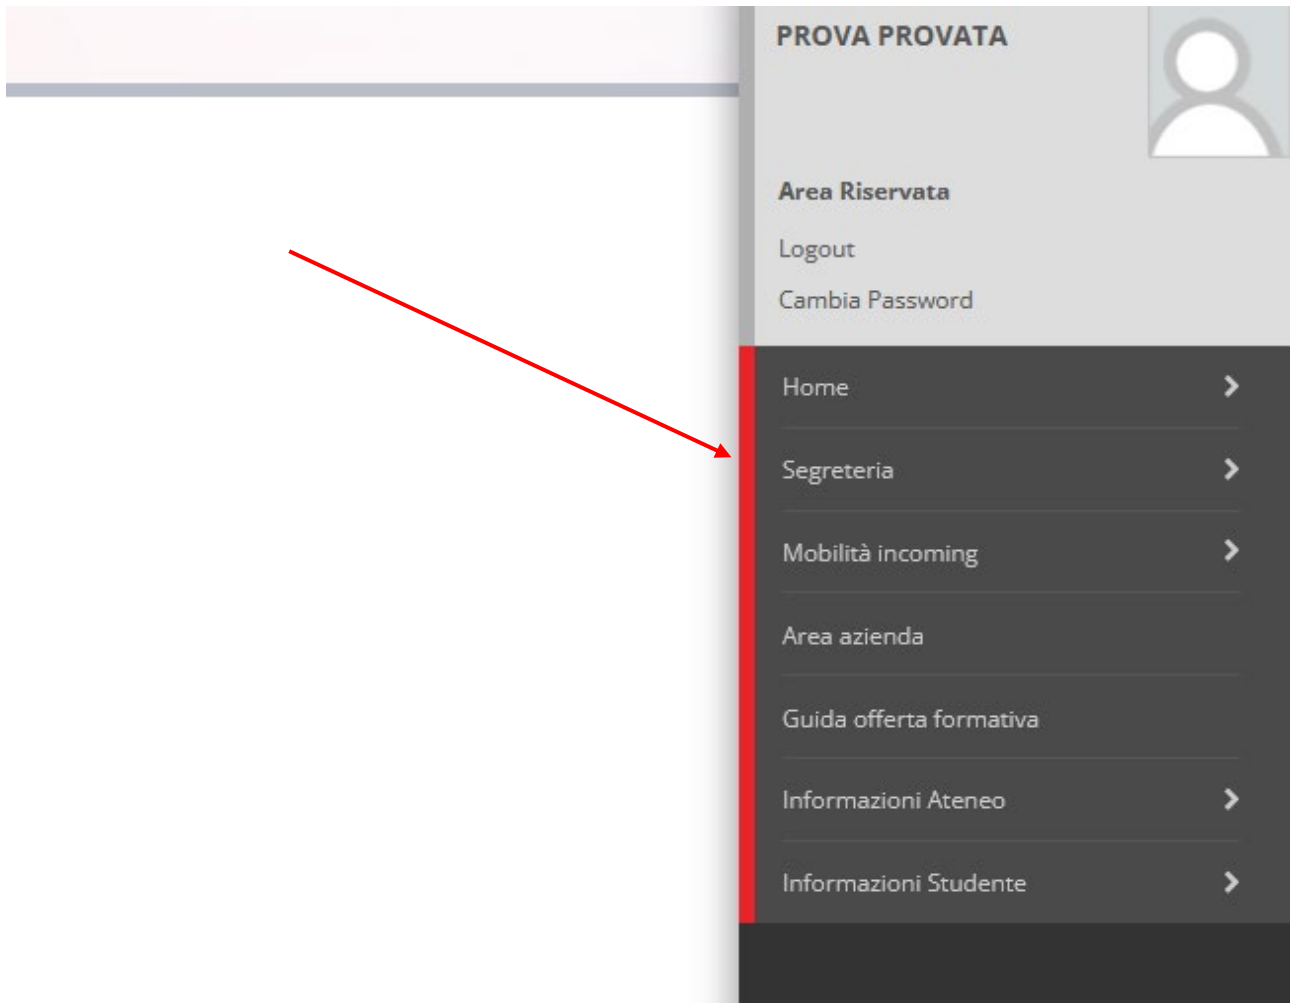 PROVA PROVATA
Area Riservata
Logout
Cambia Password
Home
Segreteria
Mobilità incoming
Area azienda
Guida offerta formativa
Informazioni Ateneo
Informazioni Studente